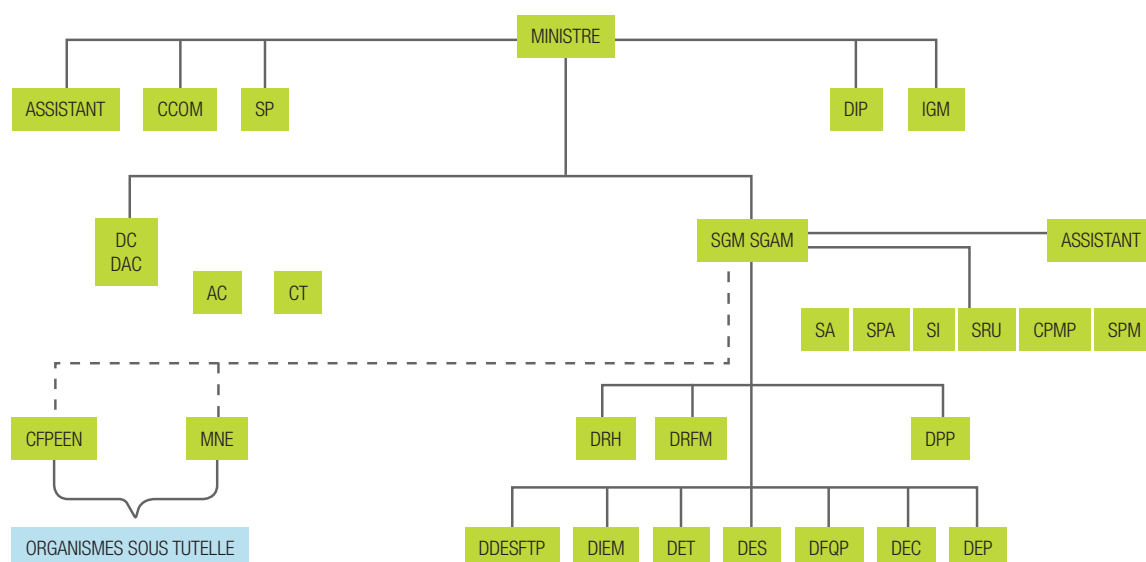 MINISTRE
ASSISTANT
CCOM
SP
DIP
IGM
DC
DAC
SGM SGAM
ASSISTANT
AC
CT
SA
SPA
SI
SRU
CPMP
SPM
CFPEEN
MNE
DRH
DRFM
DPP
ORGANISMES SOUS TUTELLE
DDESFTP
DIEM
DET
DES
DFQP
DEC
DEP